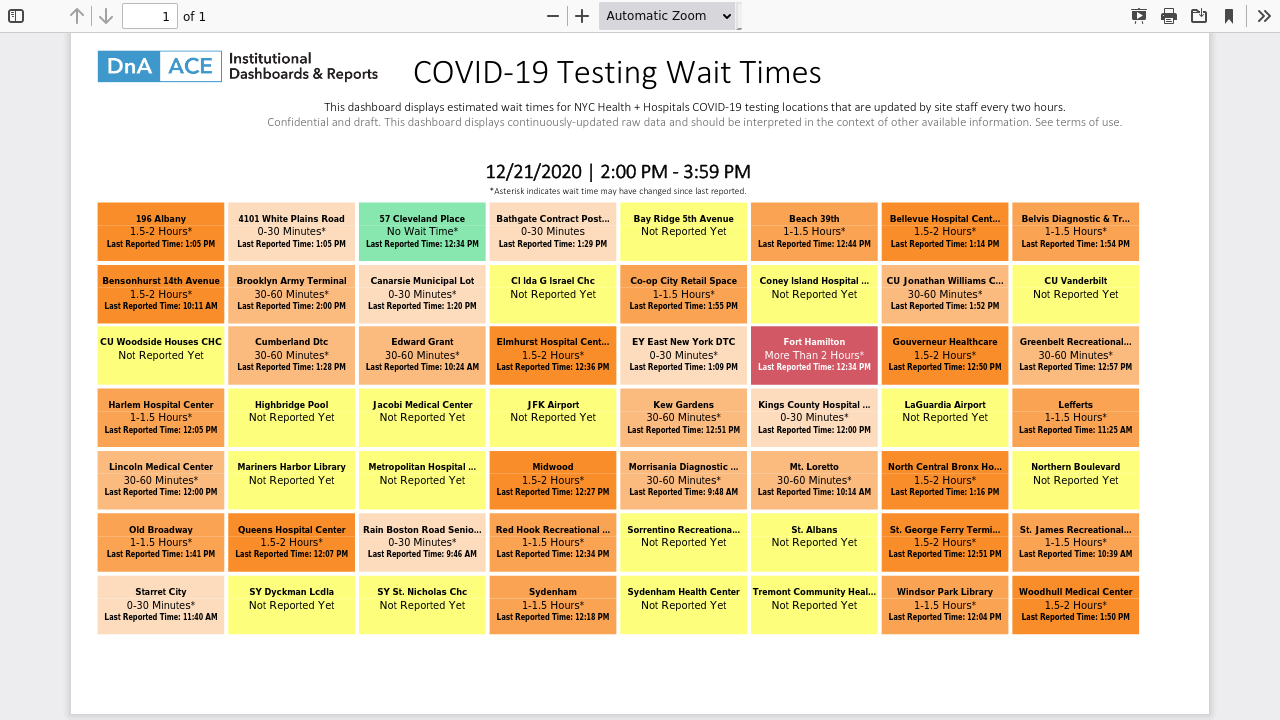 1 of 1 Automatic Zoom
DnA ACE Institutional
Dashboards & Reports
COVID-19 Testing Wait Times
This dashboard displays estimated wait times for NYC Health + Hospitals COVID-19 testing locations that are updated by site staff every two hours.
Confidential and draft. This dashboard displays continuously-updated raw data and should be interpreted in the context of other available information. See terms of use.
12/21/2020 | 2:00 PM - 3:59 PM
*Asterisk indicates wait time may have changed since last reported.
196 Albany
1.5-2 Hours*
Last Reported Time: 1:05 PM
4101 White Plains Road
0-30 Minutes*
Last Reported Time: 1:05 PM
57 Cleveland Place
No Wait Time*
Last Reported Time: 12:34 PM
Bathgate Contract Post...
0-30 Minutes
Last Reported Time: 1:29 PM
Bay Ridge 5th Avenue
Not Reported Yet
Beach 39th
1-1.5 Hours*
Last Reported Time: 12:44 PM
Bellevue Hospital Cent...
1.5-2 Hours*
Last Reported Time: 1:14 PM
Belvis Diagnostic & Tr...
1-1.5 Hours*
Last Reported Time: 1:54 PM
Bensonhurst 14th Avenue
1.5-2 Hours*
Last Reported Time: 10:11 AM
Brooklyn Army Terminal
30-60 Minutes*
Last Reported Time: 2:00 PM
Canarsie Municipal Lot
0-30 Minutes*
Last Reported Time: 1:20 PM
CI Ida G Israel Chc
Not Reported Yet
Co-op City Retail Space
1-1.5 Hours*
Last Reported Time: 1:55 PM
Coney Island Hospital ...
Not Reported Yet
CU Jonathan Williams C...
30-60 Minutes*
Last Reported Time: 1:52 PM
CU Vanderbilt
Not Reported Yet
CU Woodside Houses CHC
Not Reported Yet
Cumberland Dtc
30-60 Minutes*
Last Reported Time: 1:28 PM
Edward Grant
30-60 Minutes*
Last Reported Time: 10:24 AM
Elmhurst Hospital Cent...
1.5-2 Hours*
Last Reported Time: 12:36 PM
EY East New York DTC
0-30 Minutes*
Last Reported Time: 1:09 PM
Fort Hamilton
More Than 2 Hours*
Last Reported Time: 12:34 PM
Gouverneur Healthcare
1.5-2 Hours*
Last Reported Time: 12:50 PM
Greenbelt Recreational...
30-60 Minutes*
Last Reported Time: 12:57 PM
Harlem Hospital Center
1-1.5 Hours*
Last Reported Time: 12:05 PM
Highbridge Pool
Not Reported Yet
Jacobi Medical Center
Not Reported Yet
JFK Airport
Not Reported Yet
Kew Gardens
30-60 Minutes*
Last Reported Time: 12:51 PM
Kings County Hospital ...
0-30 Minutes*
Last Reported Time: 12:00 PM
LaGuardia Airport
Not Reported Yet
Lefferts
1-1.5 Hours*
Last Reported Time: 11:25 AM
Lincoln Medical Center
30-60 Minutes*
Last Reported Time: 12:00 PM
Mariners Harbor Library
Not Reported Yet
Metropolitan Hospital ...
Not Reported Yet
Midwood
1.5-2 Hours*
Last Reported Time: 12:27 PM
Morrisania Diagnostic ...
30-60 Minutes*
Last Reported Time: 9:48 AM
Mt. Loretto
30-60 Minutes*
Last Reported Time: 10:14 AM
North Central Bronx Ho...
1.5-2 Hours*
Last Reported Time: 1:16 PM
Northern Boulevard
Not Reported Yet
Old Broadway
1-1.5 Hours*
Last Reported Time: 1:41 PM
Queens Hospital Center
1.5-2 Hours*
Last Reported Time: 12:07 PM
Rain Boston Road Senio...
0-30 Minutes*
Last Reported Time: 9:46 AM
Red Hook Recreational ...
1-1.5 Hours*
Last Reported Time: 12:34 PM
Sorrentino Recreationa...
Not Reported Yet
St. Albans
Not Reported Yet
St. George Ferry Termi...
1.5-2 Hours*
Last Reported Time: 12:51 PM
St. James Recreational...
1-1.5 Hours*
Last Reported Time: 10:39 AM
Starret City
0-30 Minutes*
Last Reported Time: 11:40 AM
SY Dyckman Lcdla
Not Reported Yet
SY St. Nicholas Chc
Not Reported Yet
Sydenham
1-1.5 Hours*
Last Reported Time: 12:18 PM
Sydenham Health Center
Not Reported Yet
Tremont Community Heal...
Not Reported Yet
Windsor Park Library
1-1.5 Hours*
Last Reported Time: 12:04 PM
Woodhull Medical Center
1.5-2 Hours*
Last Reported Time: 1:50 PM